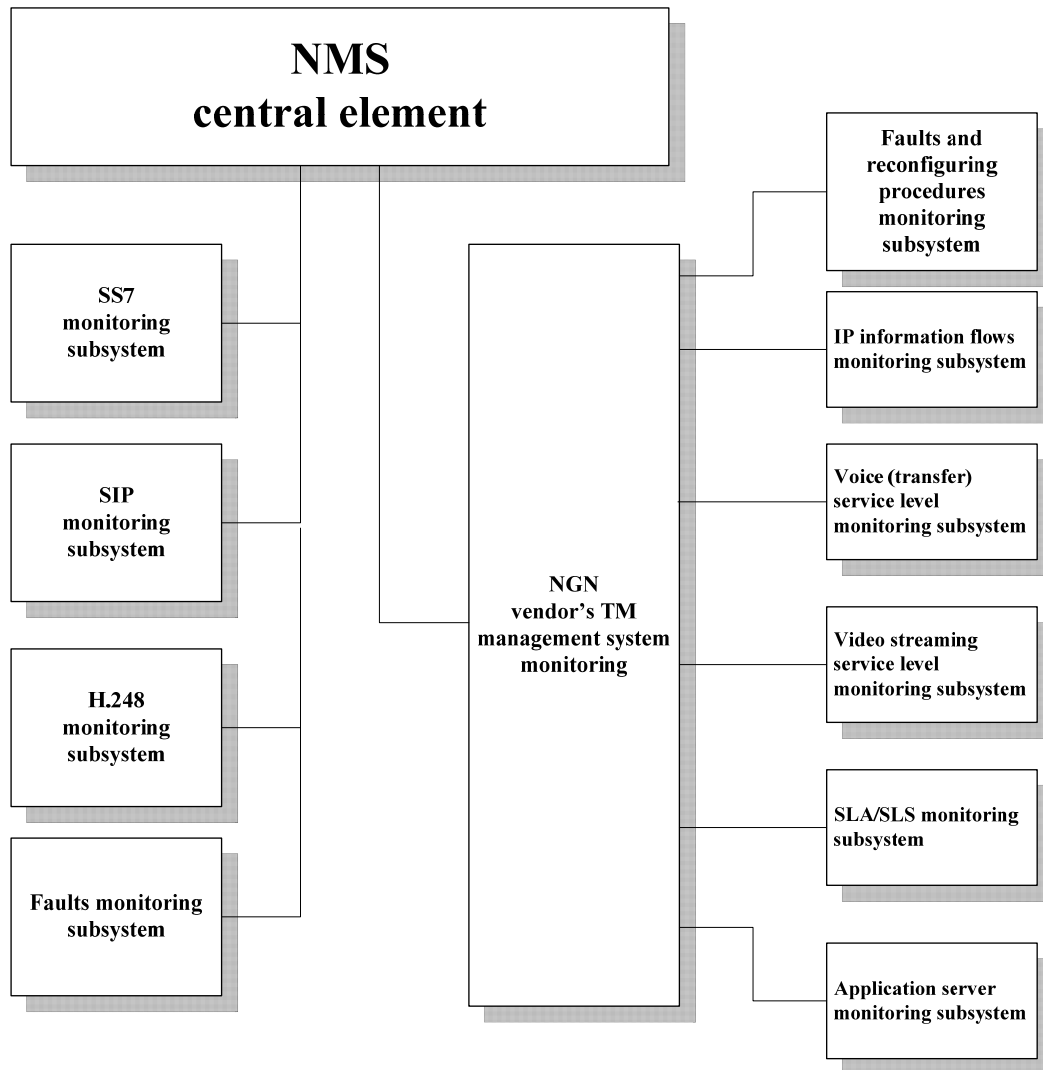 NMS
central element
SS7
monitoring
subsystem
SIP
monitoring
subsystem
H.248
monitoring
subsystem
Faults monitoring
subsystem
NGN
vendor's TM
management system
monitoring
Faults and
reconfiguring
procedures
monitoring
subsystem
IP information flows
monitoring subsystem
Voice (transfer)
service level
monitoring subsystem
Video streaming
service level
monitoring subsystem
SLA/SLS monitoring
subsystem
Application server
monitoring subsystem